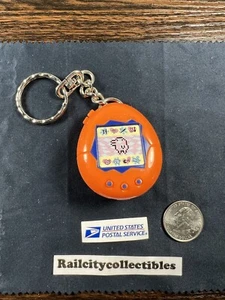 UNITED STATES
POSTAL SERVICE
Railcitycollectibles